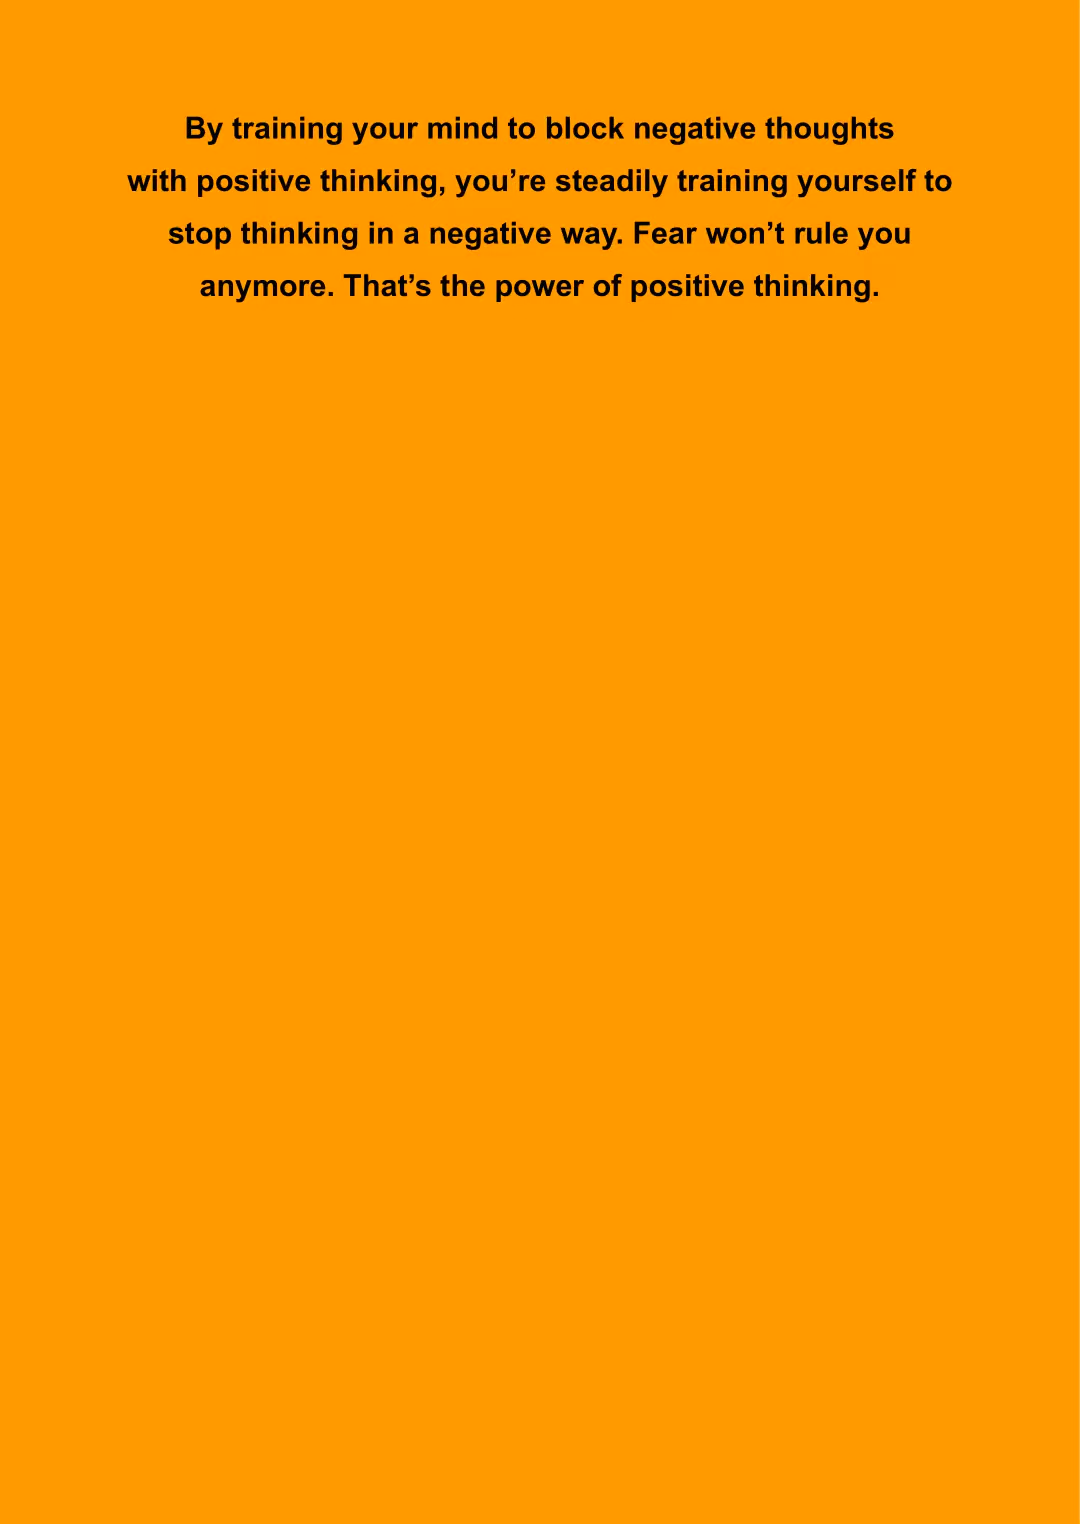 By training your mind to block negative thoughts
with positive thinking, you’re steadily training yourself to
stop thinking in a negative way. Fear won’t rule you
anymore. That’s the power of positive thinking.